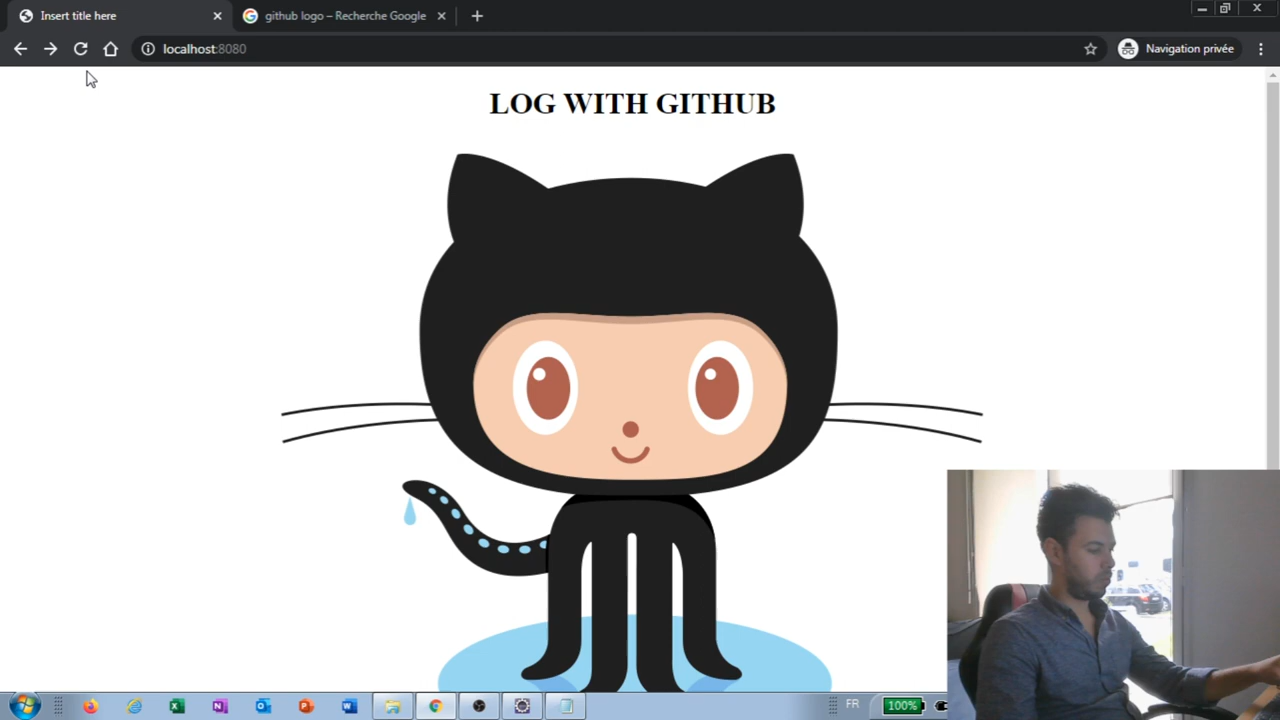 Insert title here
github logo – Recherche Google
localhost:8080
Navigation privée
LOG WITH GITHUB
FR
100%